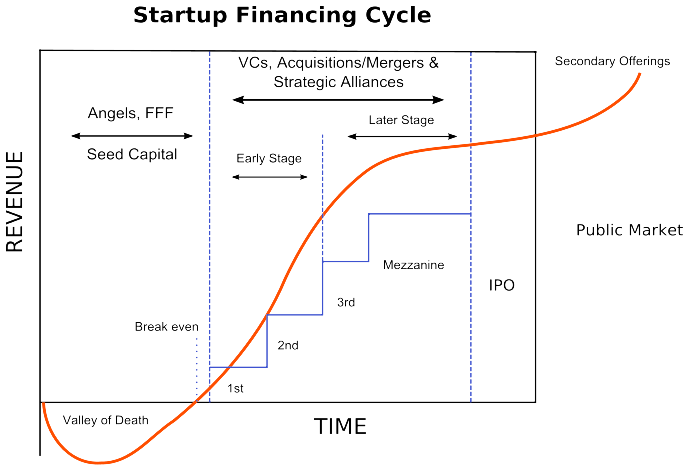 Startup Financing Cycle
VCs, Acquisitions/Mergers &
Strategic Alliances
Secondary Offerings
Angels, FFF
Later Stage
Seed Capital
Early Stage
REVENUE
Public Market
Mezzanine
IPO
3rd
Break even
2nd
1st
Valley of Death
TIME